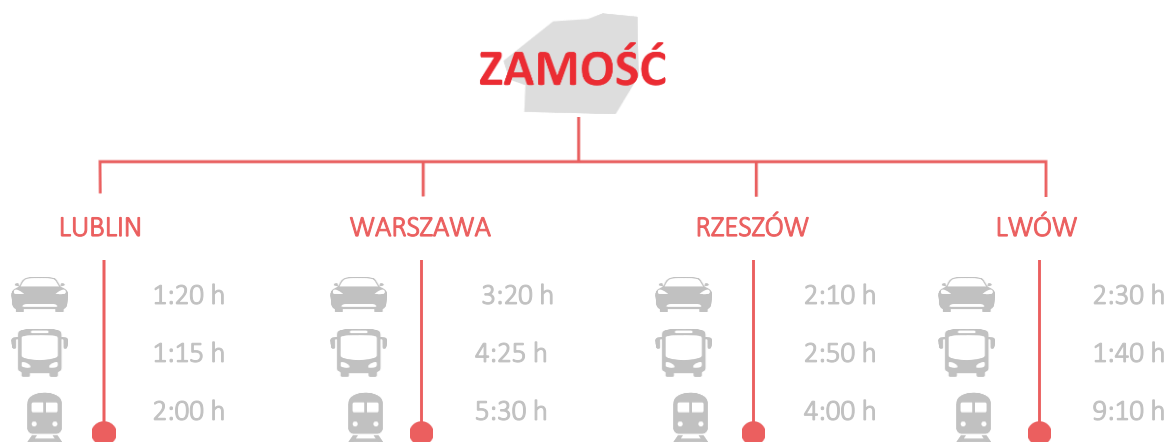 ZAMOŚĆ
LUBLIN WARSZAWA RZESZÓW LWÓW
1:20 h 3:20 h 2:10 h 2:30 h
1:15 h 4:25 h 2:50 h 1:40 h
2:00 h 5:30 h 4:00 h 9:10 h